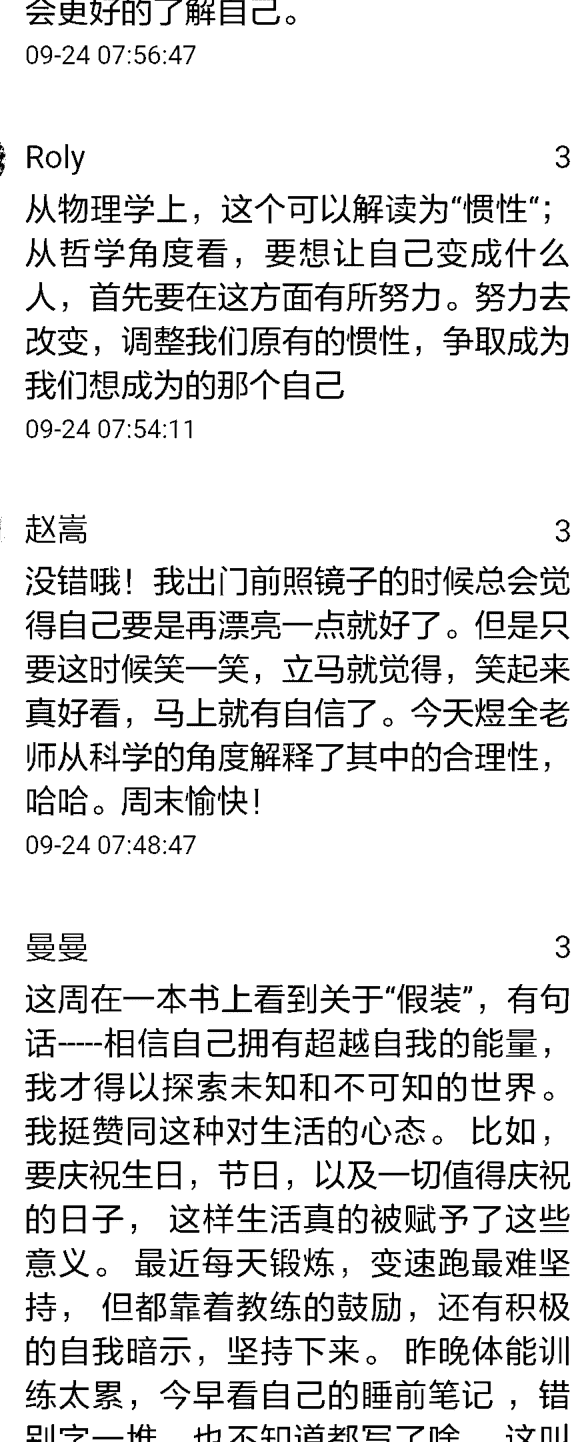 会更好的了解自己。
09-24 07:56:47
Roly 3
从物理学上，这个可以解读为“惯性“；
从哲学角度看，要想让自己变成什么
人，首先要在这方面有所努力。努力去
改变，调整我们原有的惯性，争取成为
我们想成为的那个自己
09-24 07:54:11
赵嵩 3
没错哦！我出门前照镜子的时候总会觉
得自己要是再漂亮一点就好了。但是只
要这时候笑一笑，立马就觉得，笑起来
真好看，马上就有自信了。今天煜全老
师从科学的角度解释了其中的合理性，
哈哈。周末愉快！
09-24 07:48:47
曼曼 3
这周在一本书上看到关于“假装”，有句
话-----相信自己拥有超越自我的能量，
我才得以探索未知和不可知的世界。
我挺赞同这种对生活的心态。 比如，
要庆祝生日，节日，以及一切值得庆祝
的日子， 这样生活真的被赋予了这些
意义。 最近每天锻炼，变速跑最难坚
持， 但都靠着教练的鼓励，还有积极
的自我暗示，坚持下来。 昨晚体能训
练太累，今早看自己的睡前笔记 ，错
别字一堆，也不知道都写了啥。 这叫